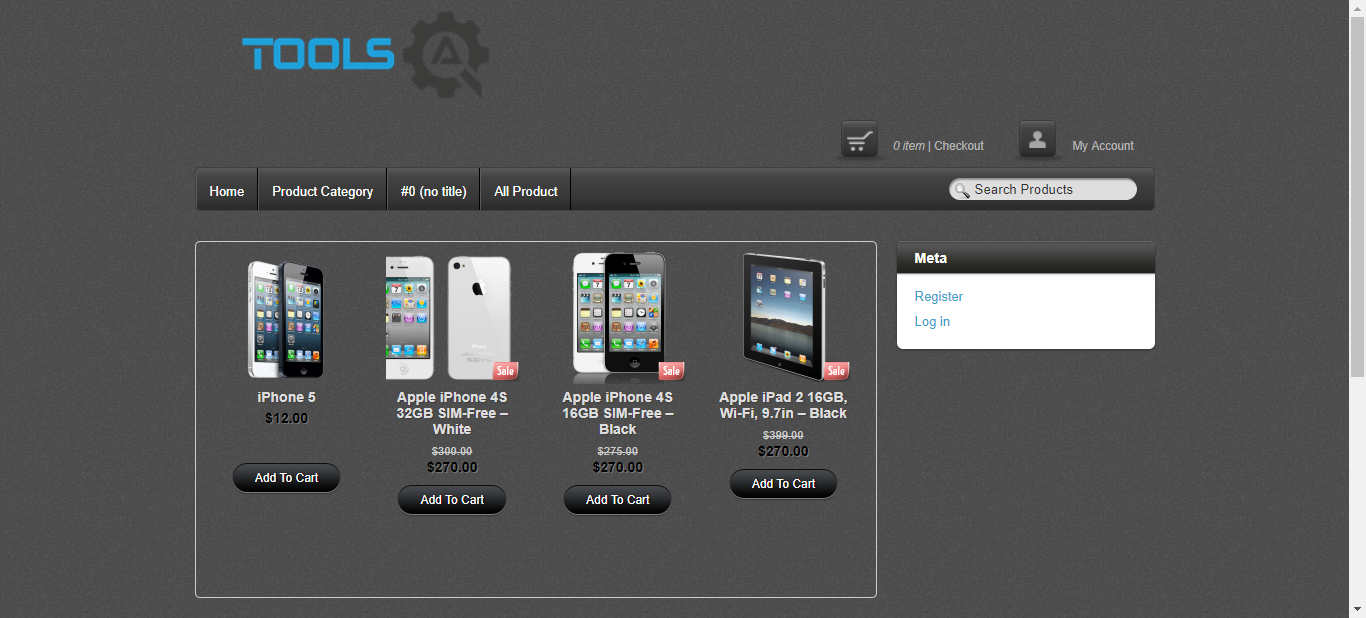 TOOLS
0 item | Checkout
My Account
Home
Product Category
#0 (no title)
All Product
Search Products
iPhone 5
$12.00
Add To Cart
Sale
Apple iPhone 4S
32GB SIM-Free –
White
$300.00
$270.00
Add To Cart
Sale
Apple iPhone 4S
16GB SIM-Free –
Black
$275.00
$270.00
Add To Cart
Sale
Apple iPad 2 16GB,
Wi-Fi, 9.7in – Black
$399.00
$270.00
Add To Cart
Meta
Register
Log in